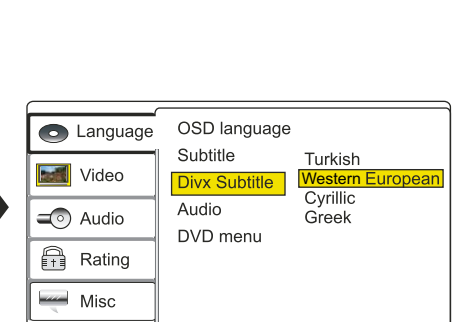 Language
Video
Audio
Rating
Misc
OSD language
Subtitle
Divx Subtitle
Audio
DVD menu
Turkish
Western European
Cyrillic
Greek